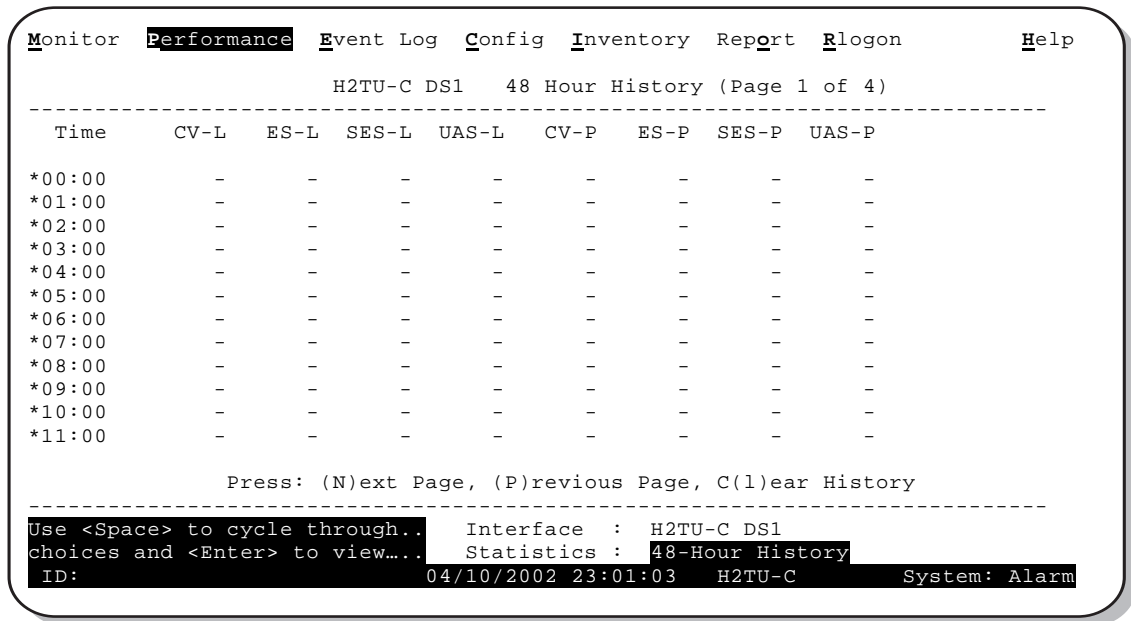 Monitor Performance Event Log Config Inventory Report Rlogon Help
H2TU-C DS1 48 Hour History (Page 1 of 4)
-----------------------------------------------------------------------------
Time CV-L ES-L SES-L UAS-L CV-P ES-P SES-P UAS-P
*00:00 - - - - - - - -
*01:00 - - - - - - - -
*02:00 - - - - - - - -
*03:00 - - - - - - - -
*04:00 - - - - - - - -
*05:00 - - - - - - - -
*06:00 - - - - - - - -
*07:00 - - - - - - - -
*08:00 - - - - - - - -
*09:00 - - - - - - - -
*10:00 - - - - - - - -
*11:00 - - - - - - - -
Press: (N)ext Page, (P)revious Page, C(l)ear History
-----------------------------------------------------------------------------
Use <Space> to cycle through.. Interface : H2TU-C DS1
choices and <Enter> to view….. Statistics : 48-Hour History
ID: 04/10/2002 23:01:03 H2TU-C System: Alarm